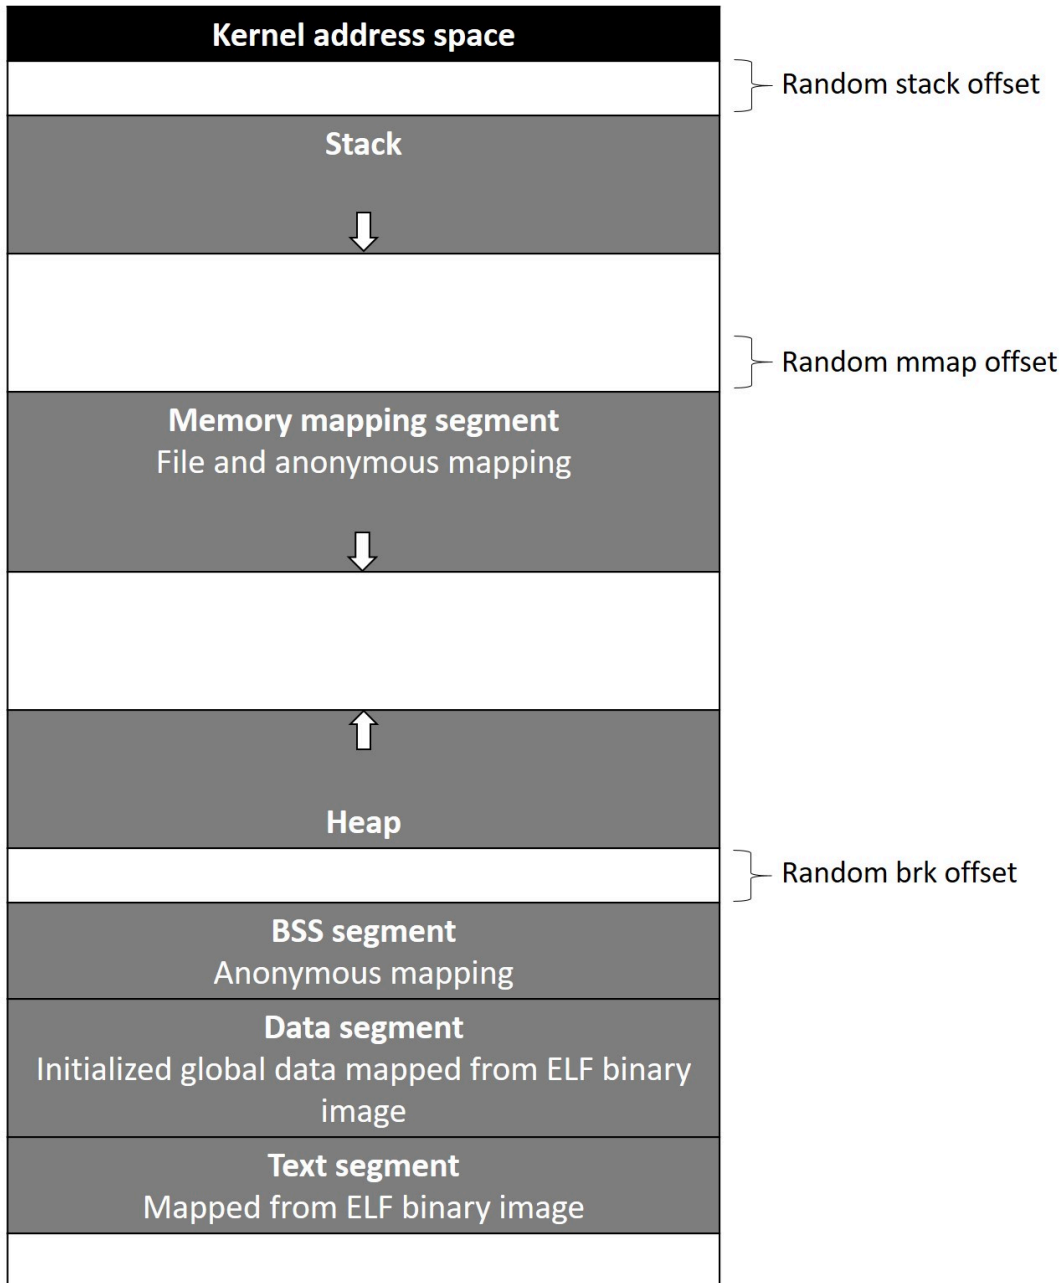 Kernel address space
Random stack offset
Stack
Random mmap offset
Memory mapping segment
File and anonymous mapping
Heap
Random brk offset
BSS segment
Anonymous mapping
Data segment
Initialized global data mapped from ELF binary
image
Text segment
Mapped from ELF binary image